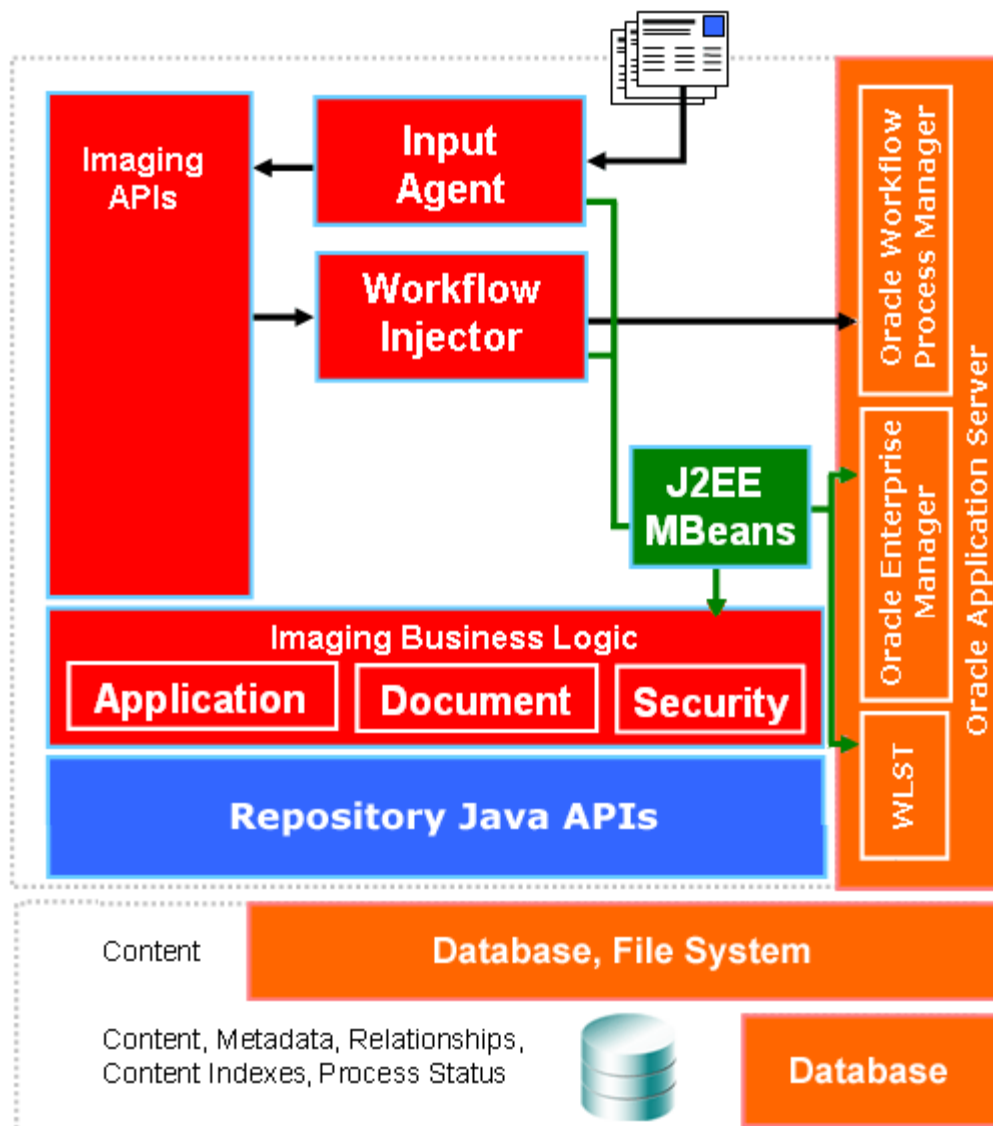 Imaging
APIs
Input
Agent
Workflow
Injector
J2EE
MBeans
Imaging Business Logic
Application
Document
Security
Repository Java APIs
Oracle Workflow
Process Manager
Oracle Enterprise
Manager
WLST
Oracle Application Server
Content
Database, File System
Content, Metadata, Relationships,
Content Indexes, Process Status
Database